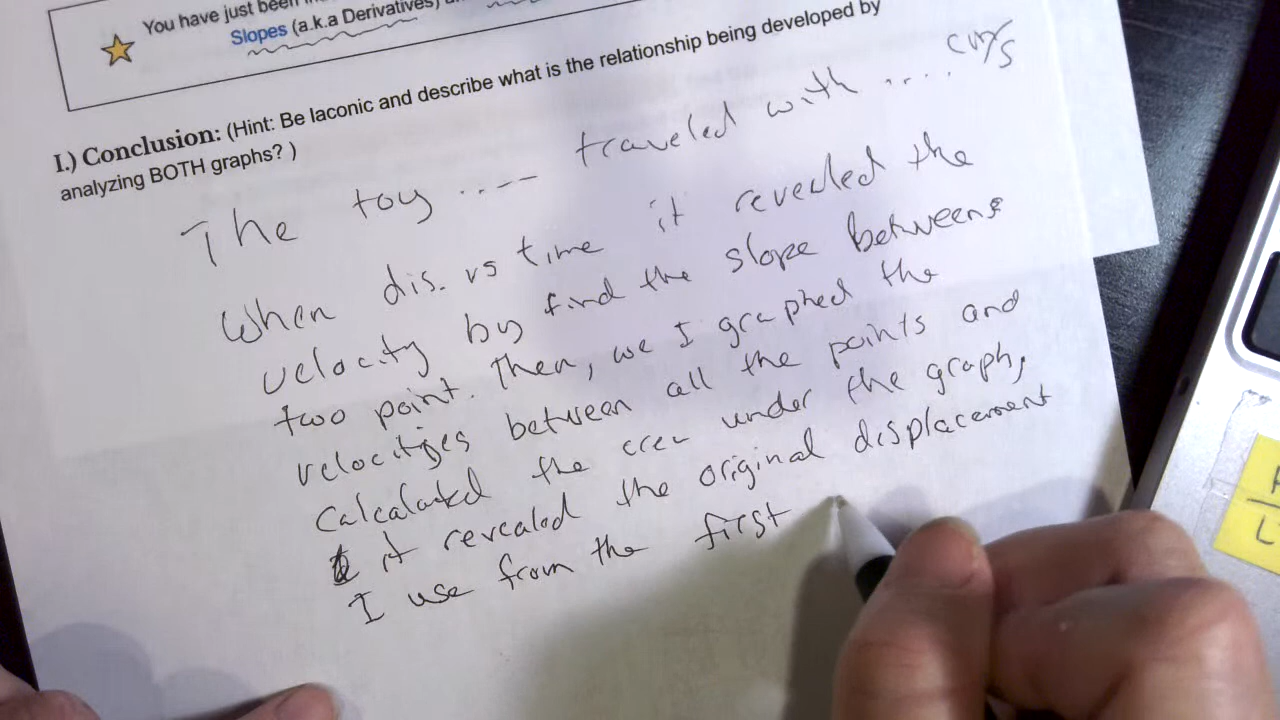 You have just been in
Slopes (a.k.a Derivatives) a
I.) Conclusion: (Hint: Be laconic and describe what is the relationship being developed by
analyzing BOTH graphs? )
The toy ..... traveled with .... cm/s
When dis. vs time it revealed the
velocity by find the slope between
two point. Then, we I graphed the
velocities between all the points and
Calcalated the area under the graph,
it revealed the original displacement
I use from the first